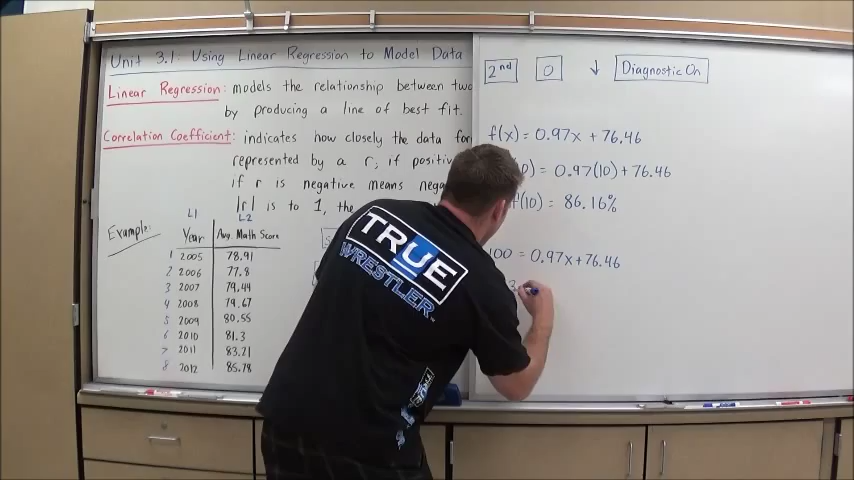 Unit 3.1: Using Linear Regression to Model Data
Linear Regression: models the relationship between two
by producing a line of best fit.
Correlation Coefficient: indicates how closely the data
represented by a r; if positive
if r is negative means
|r| is to 1, the
Example:
L1 L2
Year Avg. Math Score
1 2005 78.91
2 2006 77.8
3 2007 79.44
4 2008 79.67
5 2009 80.55
6 2010 81.3
7 2011 83.21
8 2012 85.78
2nd 0 ↓ Diagnostic On
f(x) = 0.97x + 76.46
0) = 0.97(10) + 76.46
f(10) = 86.16%
100 = 0.97x + 76.46
TRUE
WRESTLER